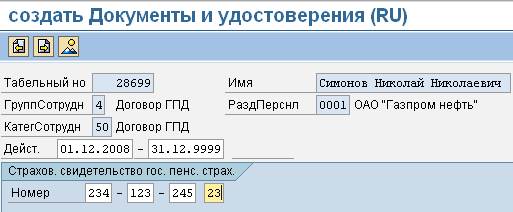 создать Документы и удостоверения (RU)
Табельный но 28699 Имя Симонов Николай Николаевич
ГруппСотрудн 4 Договор ГПД РаздПерснл 0001 ОАО "Газпром нефть"
КатегСотрудн 50 Договор ГПД
Дейст. 01.12.2008 - 31.12.9999
Страхов. свидетельство гос. пенс. страх.
Номер 234 - 123 - 245 23